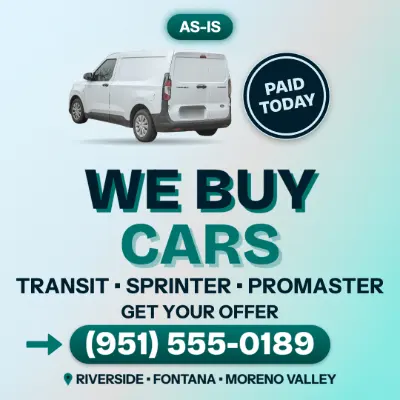 AS-IS
PAID
TODAY
WE BUY
CARS
TRANSIT • SPRINTER • PROMASTER
GET YOUR OFFER
(951) 555-0189
RIVERSIDE • FONTANA • MORENO VALLEY